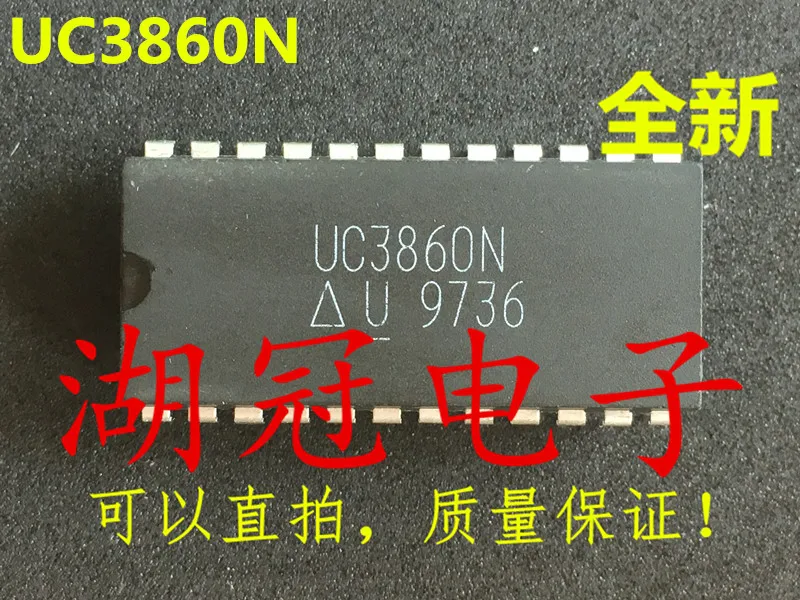 UC3860N
全新
UC3860N
△ U 9736
湖冠电子
可以直拍，质量保证！